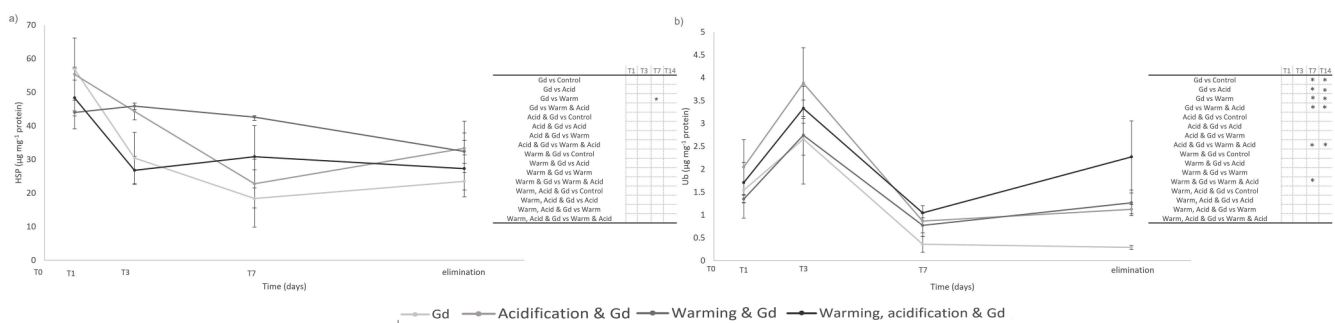 a)
70
60
50
40
30
20
10
0
HSP (µg mg⁻¹ protein)
T0
T1
T3
T7
elimination
Time (days)
T1 T3 T7 T14
Gd vs Control
Gd vs Acid
Gd vs Warm *
Gd vs Warm & Acid
Acid & Gd vs Control
Acid & Gd vs Acid
Acid & Gd vs Warm
Acid & Gd vs Warm & Acid
Warm & Gd vs Control
Warm & Gd vs Acid
Warm & Gd vs Warm
Warm & Gd vs Warm & Acid
Warm, Acid & Gd vs Control
Warm, Acid & Gd vs Acid
Warm, Acid & Gd vs Warm
Warm, Acid & Gd vs Warm & Acid
b)
5
4.5
4
3.5
3
2.5
2
1.5
1
0.5
0
Ub (µg mg⁻¹ protein)
T0
T1
T3
T7
elimination
Time (days)
T1 T3 T7 T14
Gd vs Control * *
Gd vs Acid * *
Gd vs Warm * *
Gd vs Warm & Acid * *
Acid & Gd vs Control
Acid & Gd vs Acid
Acid & Gd vs Warm
Acid & Gd vs Warm & Acid * *
Warm & Gd vs Control
Warm & Gd vs Acid
Warm & Gd vs Warm
Warm & Gd vs Warm & Acid *
Warm, Acid & Gd vs Control
Warm, Acid & Gd vs Acid
Warm, Acid & Gd vs Warm
Warm, Acid & Gd vs Warm & Acid
Gd Acidification & Gd Warming & Gd Warming, acidification & Gd